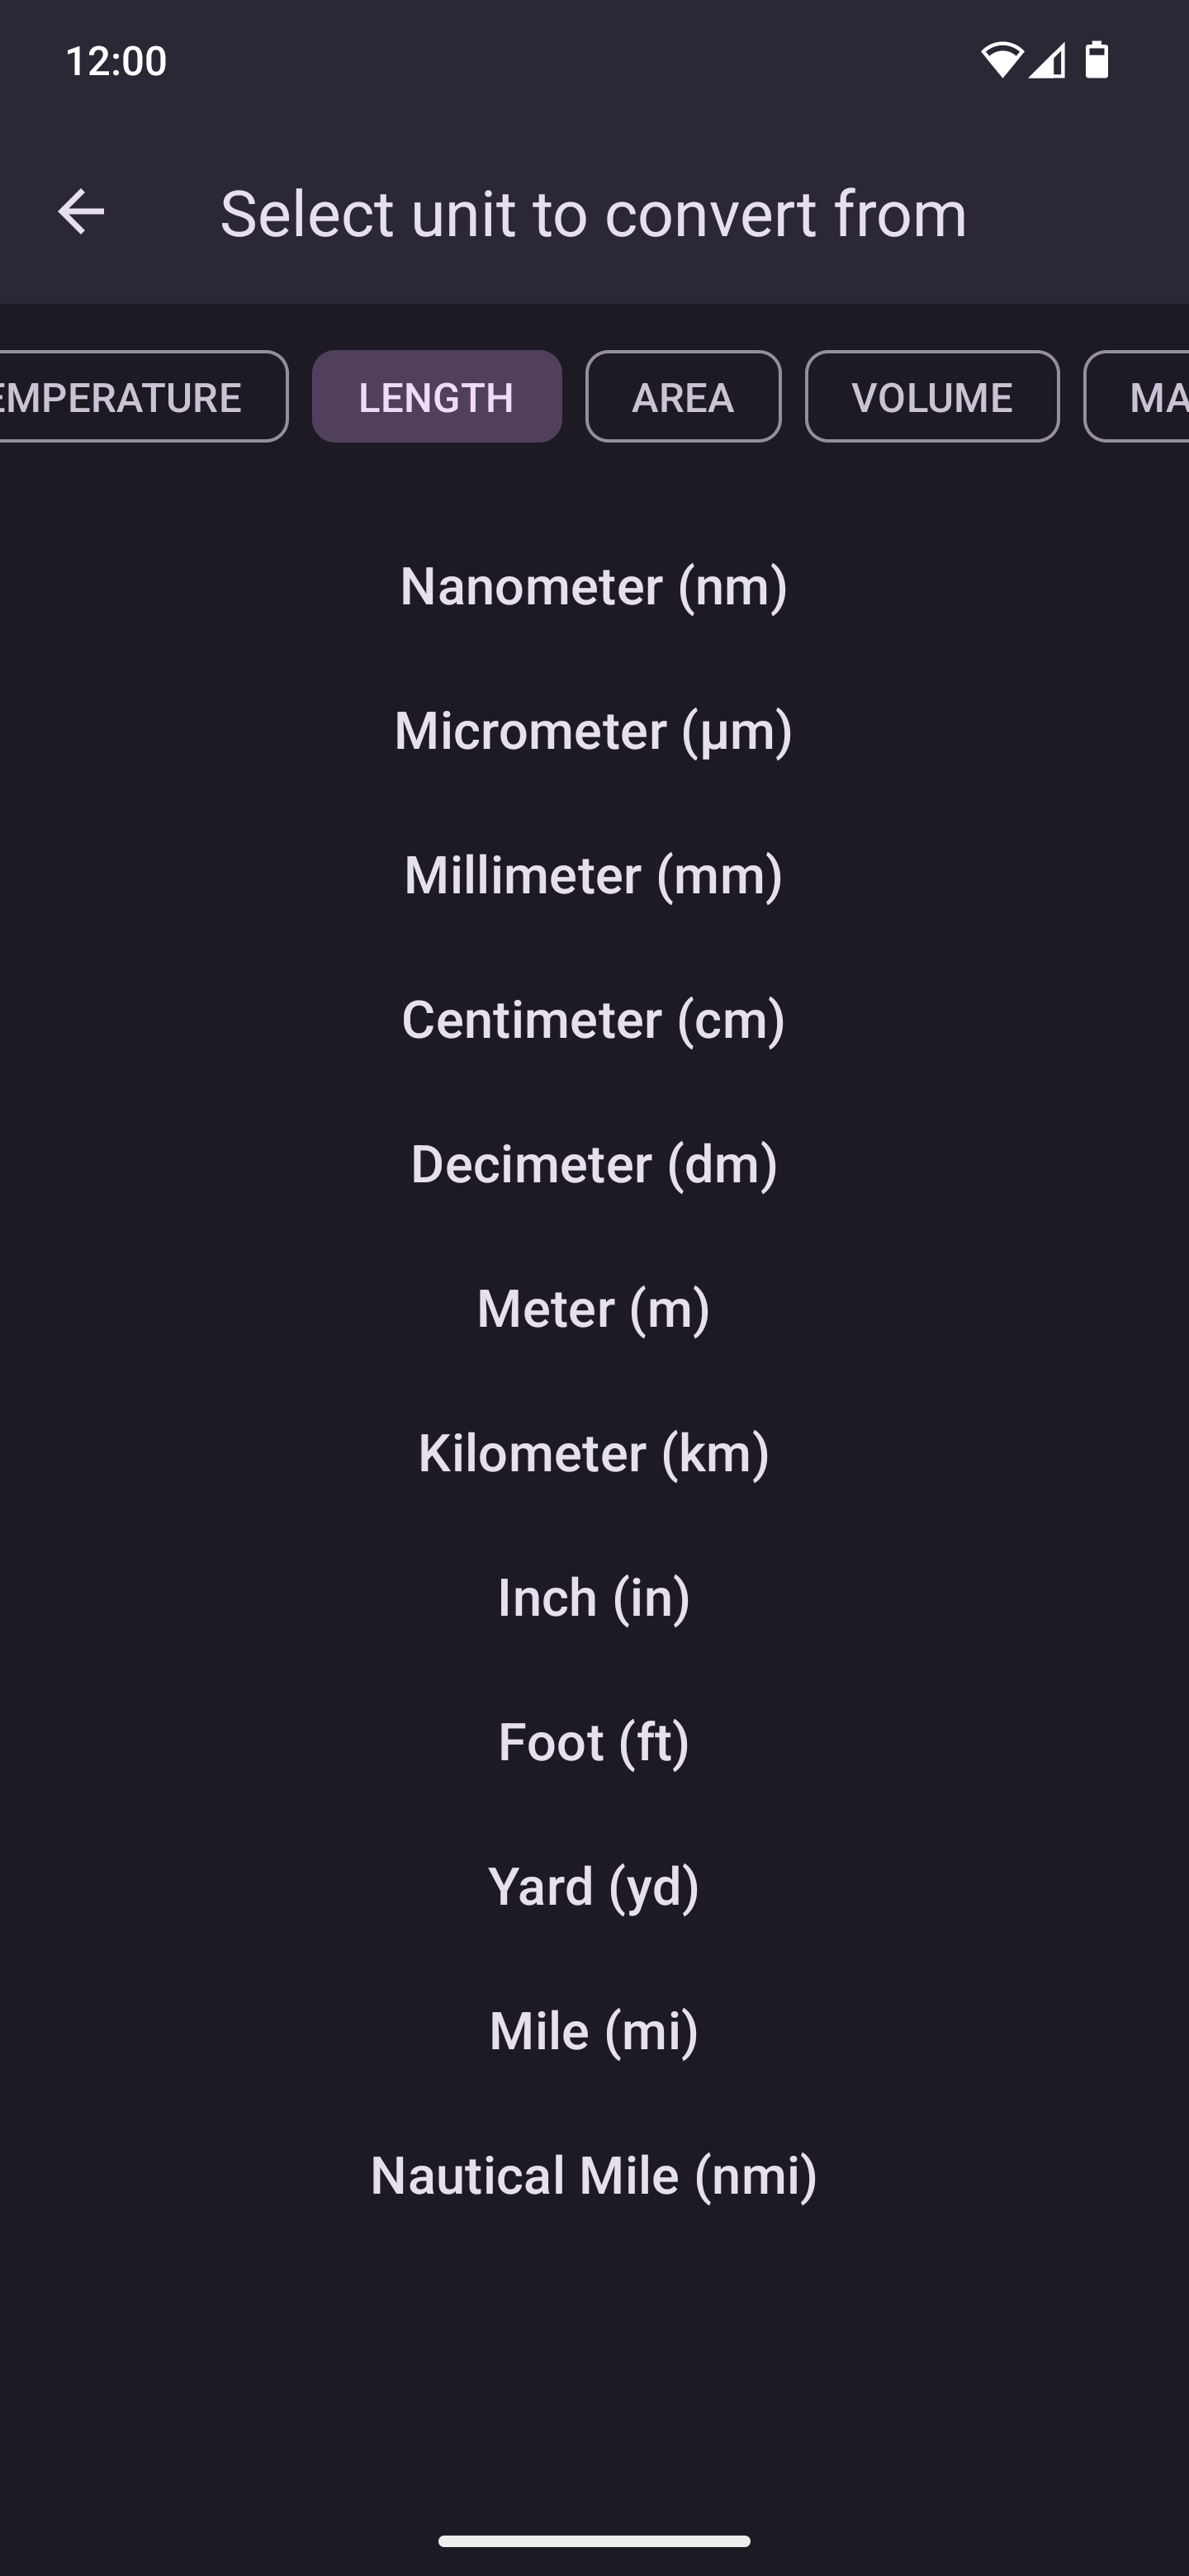 12:00
Select unit to convert from
EMPERATURE LENGTH AREA VOLUME MA
Nanometer (nm)
Micrometer (µm)
Millimeter (mm)
Centimeter (cm)
Decimeter (dm)
Meter (m)
Kilometer (km)
Inch (in)
Foot (ft)
Yard (yd)
Mile (mi)
Nautical Mile (nmi)